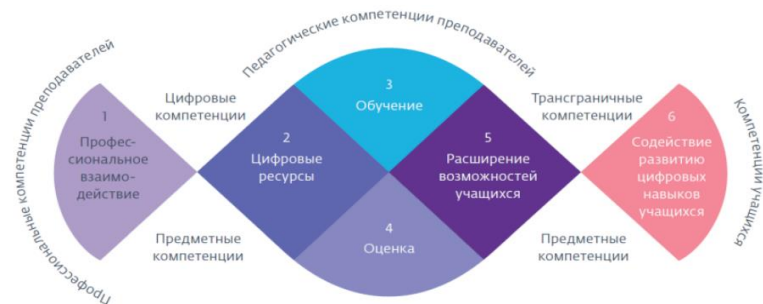 Профессиональные компетенции преподавателей
Педагогические компетенции преподавателей
Компетенции учащихся
1
Профес-
сиональное
взаимо-
действие
Цифровые
компетенции
Предметные
компетенции
2
Цифровые
ресурсы
3
Обучение
4
Оценка
5
Расширение
возможностей
учащихся
Трансграничные
компетенции
Предметные
компетенции
6
Содействие
развитию
цифровых
навыков
учащихся